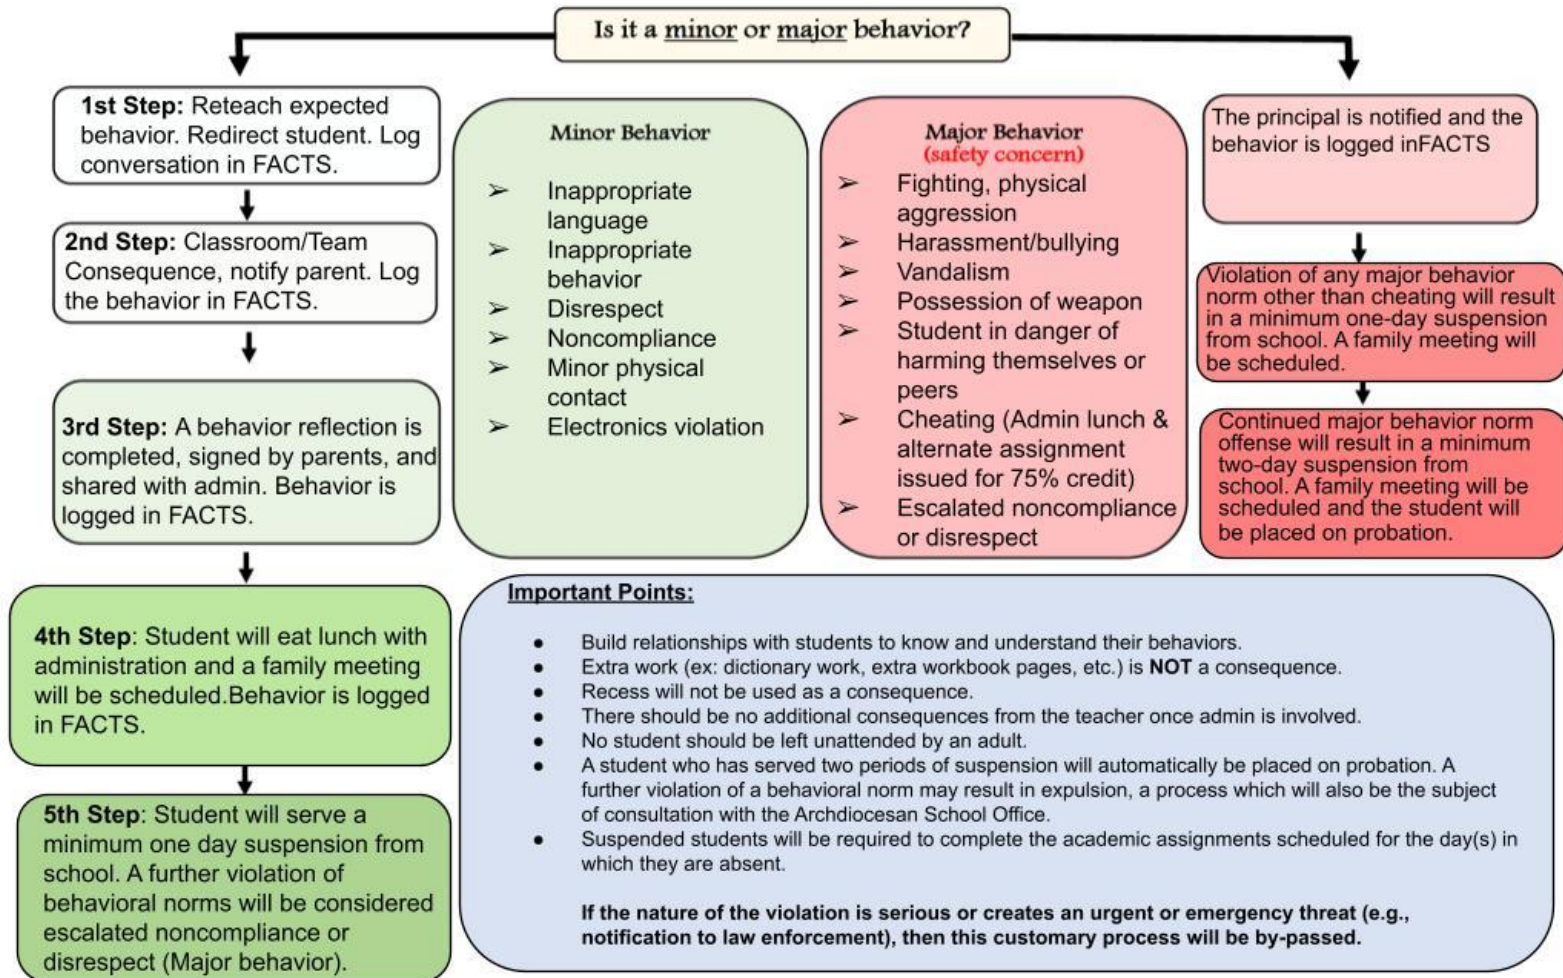 Is it a minor or major behavior?
1st Step: Reteach expected
behavior. Redirect student. Log
conversation in FACTS.
2nd Step: Classroom/Team
Consequence, notify parent. Log
the behavior in FACTS.
3rd Step: A behavior reflection is
completed, signed by parents, and
shared with admin. Behavior is
logged in FACTS.
4th Step: Student will eat lunch with
administration and a family meeting
will be scheduled.Behavior is logged
in FACTS.
5th Step: Student will serve a
minimum one day suspension from
school. A further violation of
behavioral norms will be considered
escalated noncompliance or
disrespect (Major behavior).
Minor Behavior
➢ Inappropriate
language
➢ Inappropriate
behavior
➢ Disrespect
➢ Noncompliance
➢ Minor physical
contact
➢ Electronics violation
Major Behavior
(safety concern)
➢ Fighting, physical
aggression
➢ Harassment/bullying
➢ Vandalism
➢ Possession of weapon
➢ Student in danger of
harming themselves or
peers
➢ Cheating (Admin lunch &
alternate assignment
issued for 75% credit)
➢ Escalated noncompliance
or disrespect
The principal is notified and the
behavior is logged inFACTS
Violation of any major behavior
norm other than cheating will result
in a minimum one-day suspension
from school. A family meeting will
be scheduled.
Continued major behavior norm
offense will result in a minimum
two-day suspension from
school. A family meeting will be
scheduled and the student will
be placed on probation.
Important Points:
● Build relationships with students to know and understand their behaviors.
● Extra work (ex: dictionary work, extra workbook pages, etc.) is NOT a consequence.
● Recess will not be used as a consequence.
● There should be no additional consequences from the teacher once admin is involved.
● No student should be left unattended by an adult.
● A student who has served two periods of suspension will automatically be placed on probation. A
further violation of a behavioral norm may result in expulsion, a process which will also be the subject
of consultation with the Archdiocesan School Office.
● Suspended students will be required to complete the academic assignments scheduled for the day(s) in
which they are absent.
If the nature of the violation is serious or creates an urgent or emergency threat (e.g.,
notification to law enforcement), then this customary process will be by-passed.